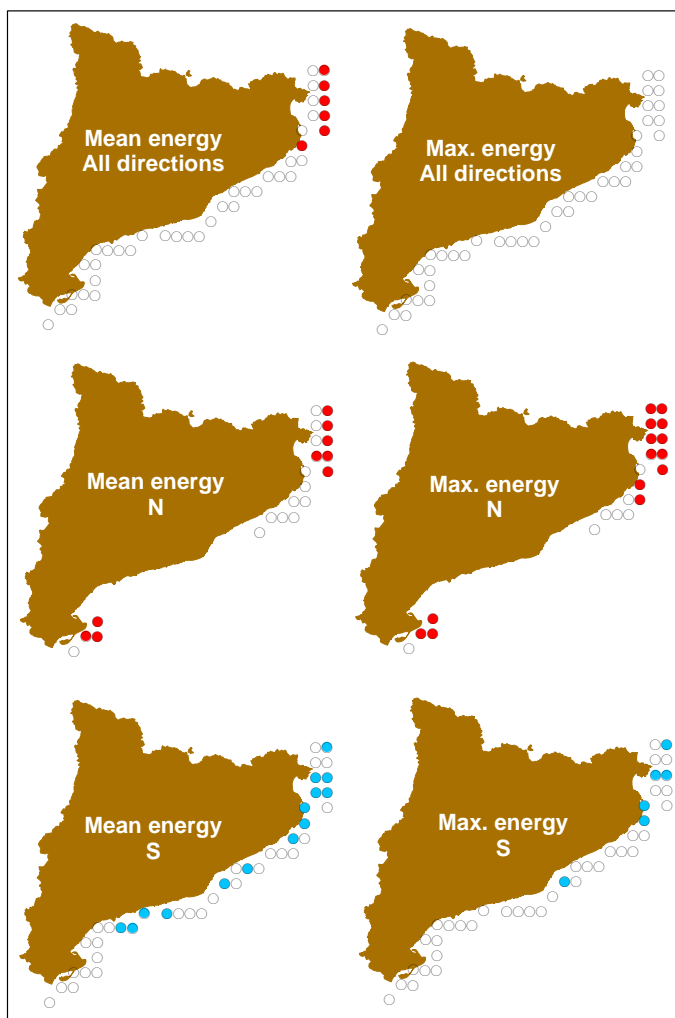 Mean energy
All directions
Max. energy
All directions
Mean energy
N
Max. energy
N
Mean energy
S
Max. energy
S